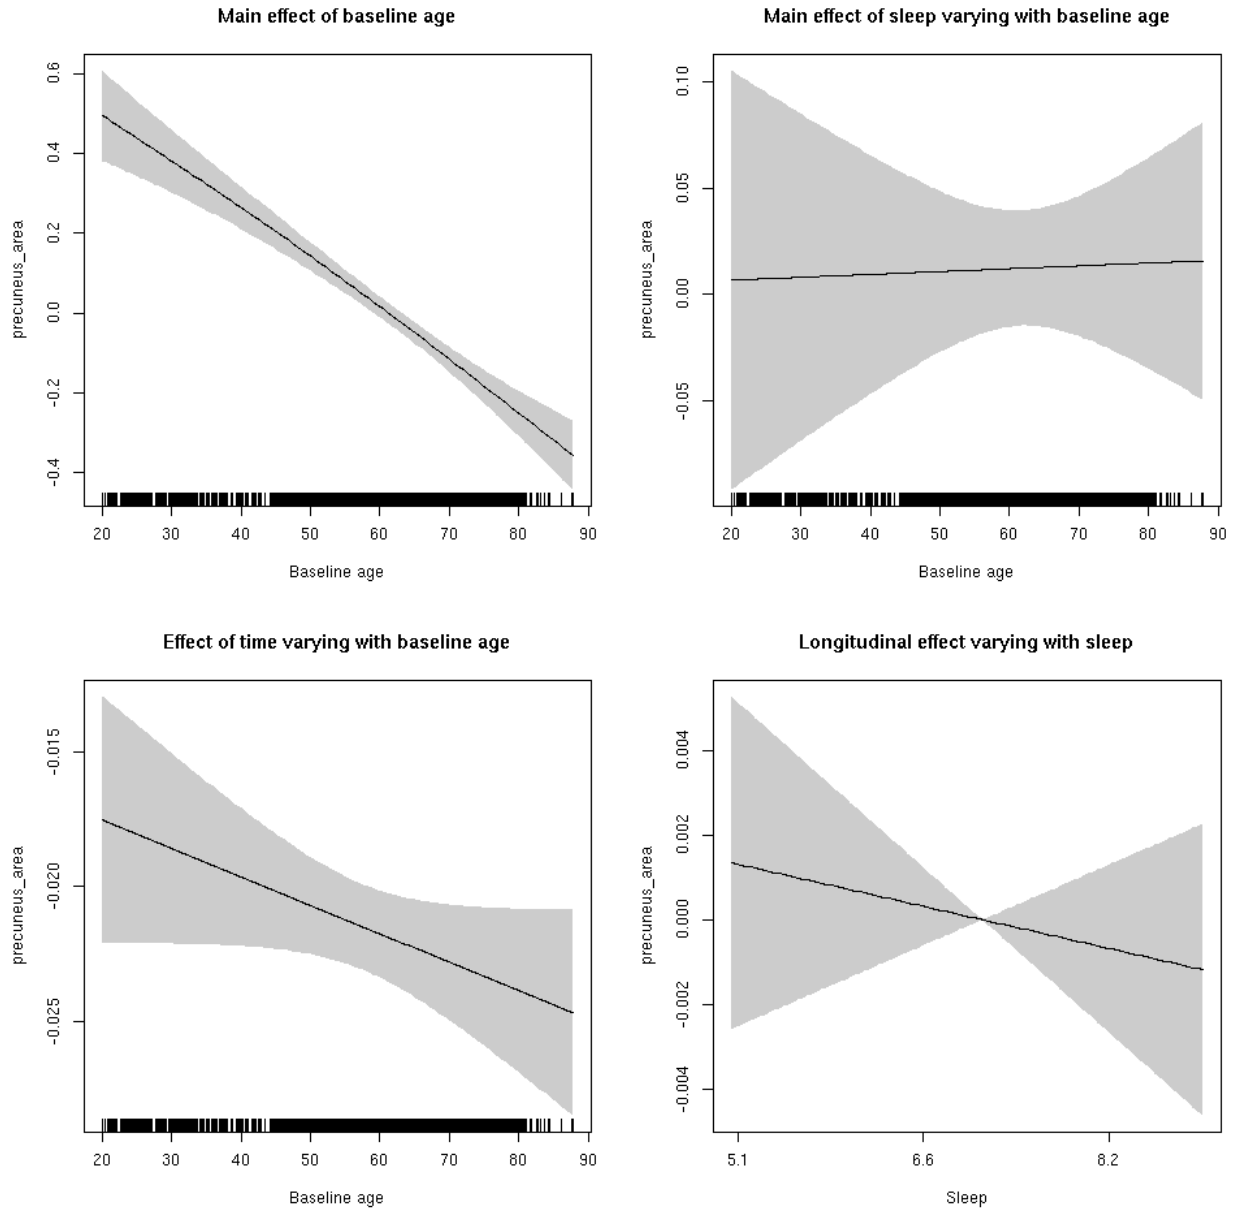 Main effect of baseline age
precuneus_area
0.6
0.4
0.2
0.0
-0.2
-0.4
20 30 40 50 60 70 80 90
Baseline age
Main effect of sleep varying with baseline age
precuneus_area
0.10
0.05
0.00
-0.05
20 30 40 50 60 70 80 90
Baseline age
Effect of time varying with baseline age
precuneus_area
-0.015
-0.020
-0.025
20 30 40 50 60 70 80 90
Baseline age
Longitudinal effect varying with sleep
precuneus_area
0.004
0.002
0.000
-0.002
-0.004
5.1 6.6 8.2
Sleep